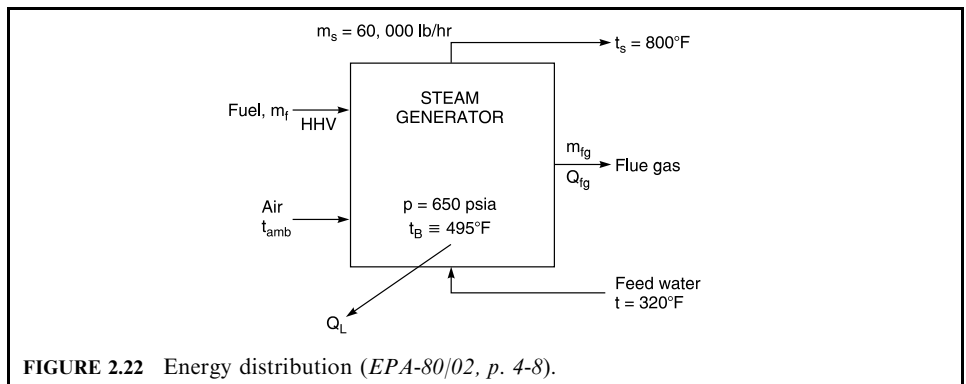 m_s = 60, 000 lb/hr
t_s = 800°F
STEAM
GENERATOR
Fuel, m_f
HHV
m_fg
Q_fg
Flue gas
Air
t_amb
p = 650 psia
t_B ≡ 495°F
Feed water
t = 320°F
Q_L
FIGURE 2.22 Energy distribution (EPA-80/02, p. 4-8).